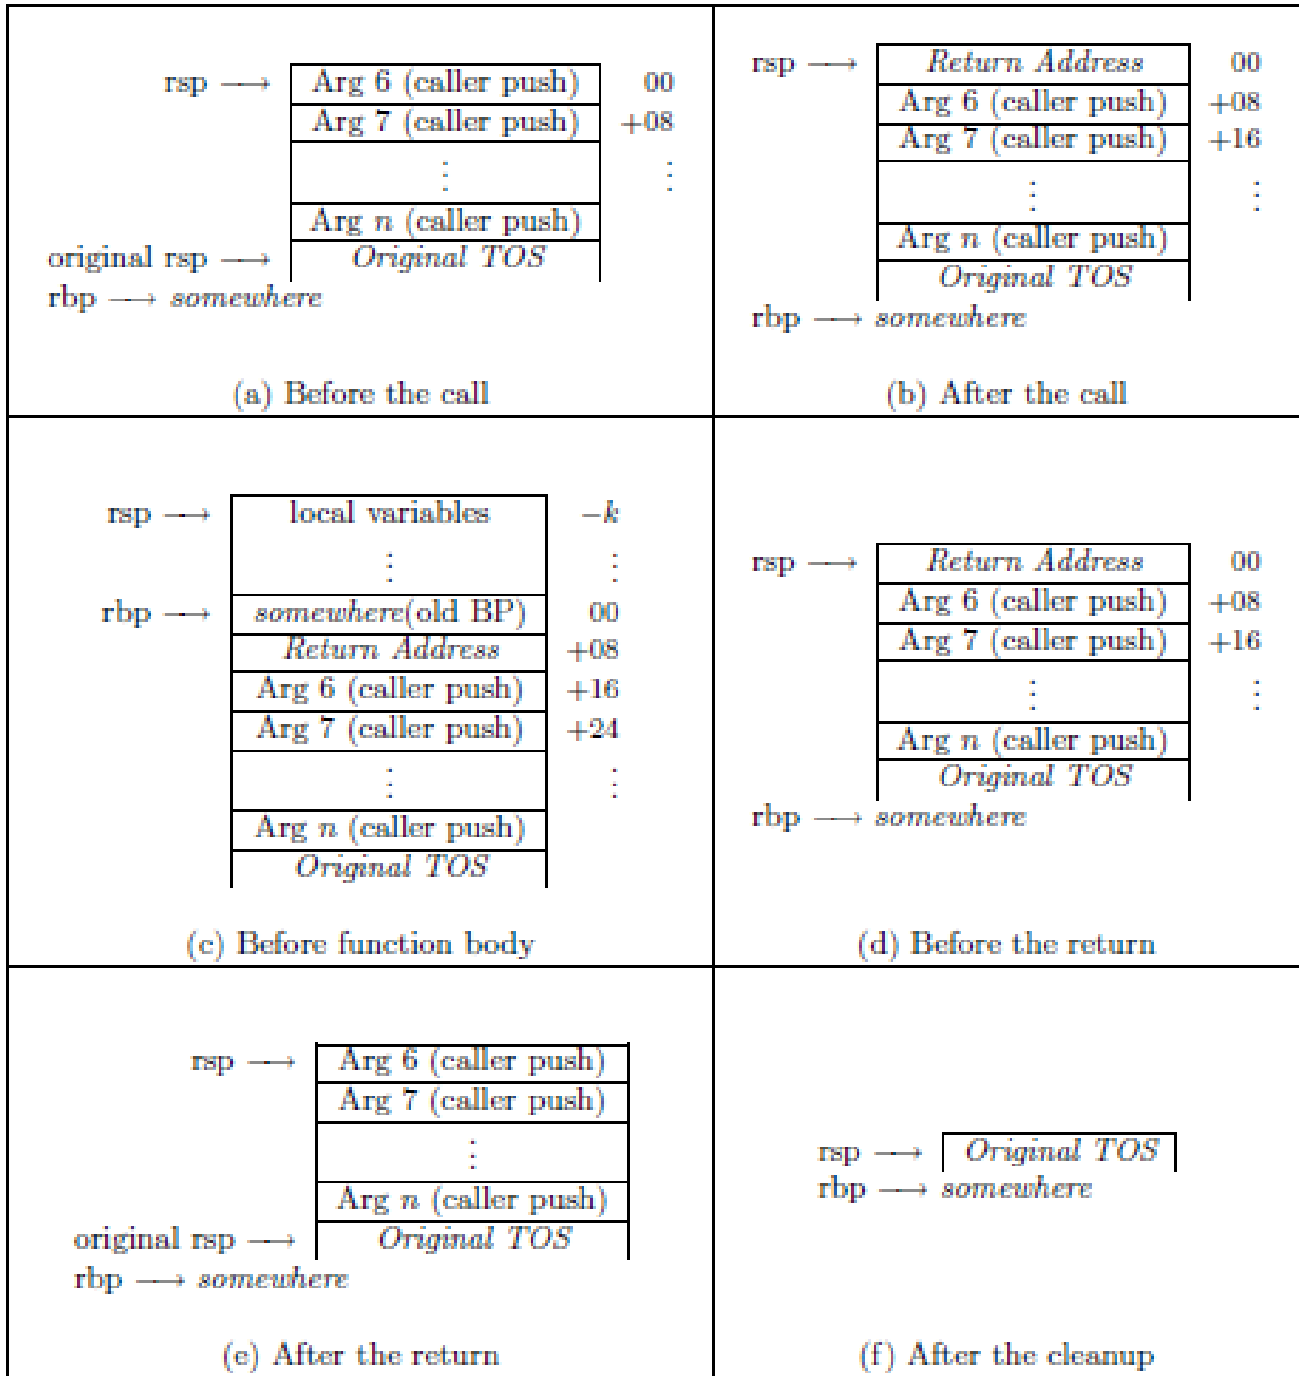 rsp ⟶ Arg 6 (caller push) 00
Arg 7 (caller push) +08
⋮ ⋮
Arg n (caller push)
original rsp ⟶ Original TOS
rbp ⟶ somewhere
(a) Before the call
rsp ⟶ Return Address 00
Arg 6 (caller push) +08
Arg 7 (caller push) +16
⋮ ⋮
Arg n (caller push)
Original TOS
rbp ⟶ somewhere
(b) After the call
rsp ⟶ local variables −k
⋮ ⋮
rbp ⟶ somewhere(old BP) 00
Return Address +08
Arg 6 (caller push) +16
Arg 7 (caller push) +24
⋮ ⋮
Arg n (caller push)
Original TOS
(c) Before function body
rsp ⟶ Return Address 00
Arg 6 (caller push) +08
Arg 7 (caller push) +16
⋮ ⋮
Arg n (caller push)
Original TOS
rbp ⟶ somewhere
(d) Before the return
rsp ⟶ Arg 6 (caller push)
Arg 7 (caller push)
⋮
Arg n (caller push)
original rsp ⟶ Original TOS
rbp ⟶ somewhere
(e) After the return
rsp ⟶ Original TOS
rbp ⟶ somewhere
(f) After the cleanup